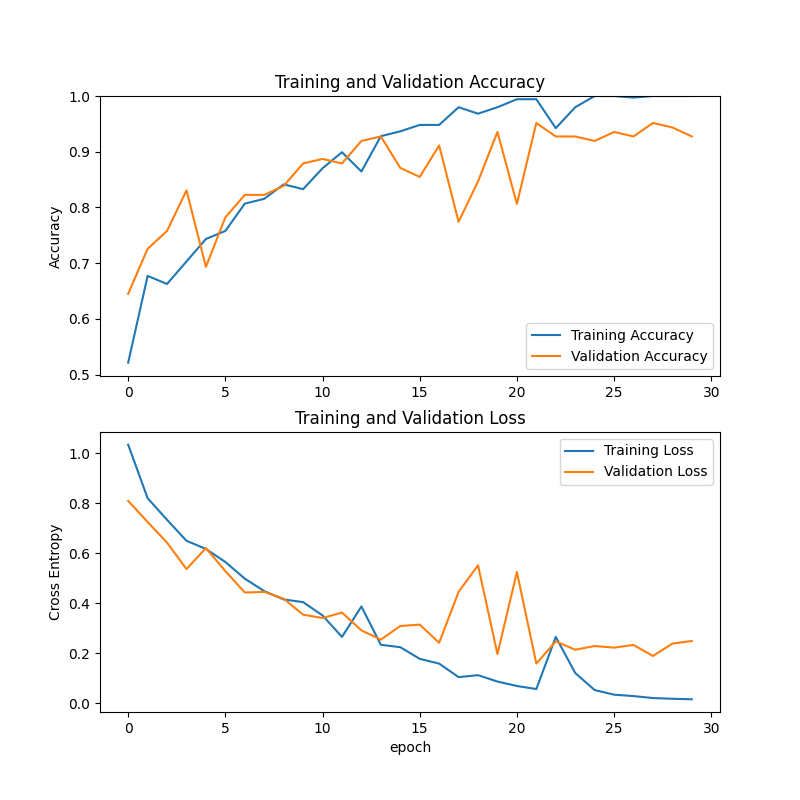 Training and Validation Accuracy
1.0
0.9
0.8
0.7
0.6
0.5
Accuracy
Training Accuracy
Validation Accuracy
0 5 10 15 20 25 30
Training and Validation Loss
1.0
0.8
0.6
0.4
0.2
0.0
Cross Entropy
Training Loss
Validation Loss
0 5 10 15 20 25 30
epoch